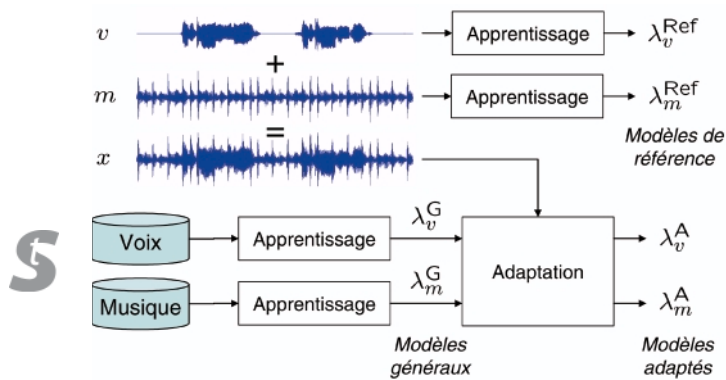 v Apprentissage λ_v^Ref
+
m Apprentissage λ_m^Ref
=
Modèles de
référence
x
St
Voix Apprentissage λ_v^G Adaptation λ_v^A
Musique Apprentissage λ_m^G λ_m^A
Modèles
généraux
Modèles
adaptés